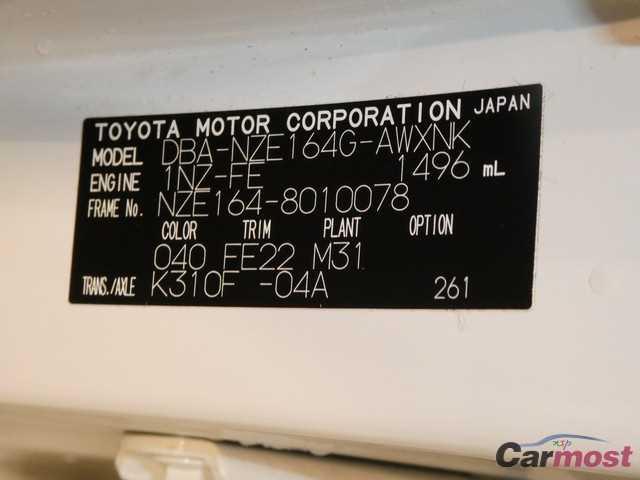 TOYOTA MOTOR CORPORATION JAPAN
MODEL DBA-NZE164G-AWXNK
ENGINE 1NZ-FE 1496 mL
FRAME No. NZE164-8010078
COLOR TRIM PLANT OPTION
040 FE22 M31
TRANS./AXLE K310F -04A 261
Carmost